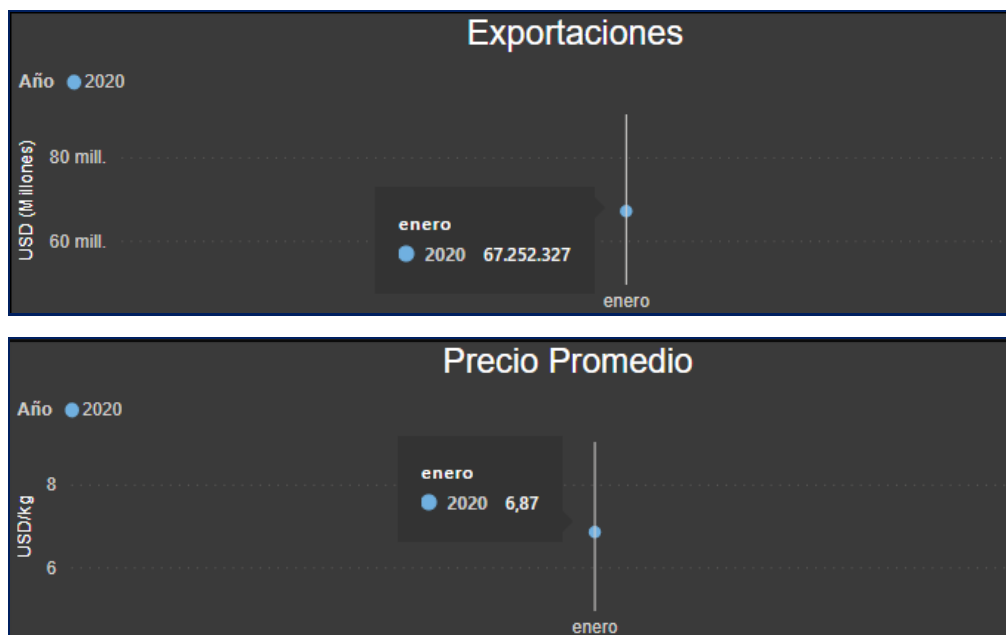 Exportaciones
Año 2020
USD (Millones)
80 mill.
60 mill.
enero
2020 67.252.327
enero
Precio Promedio
Año 2020
USD/kg
8
6
enero
2020 6,87
enero